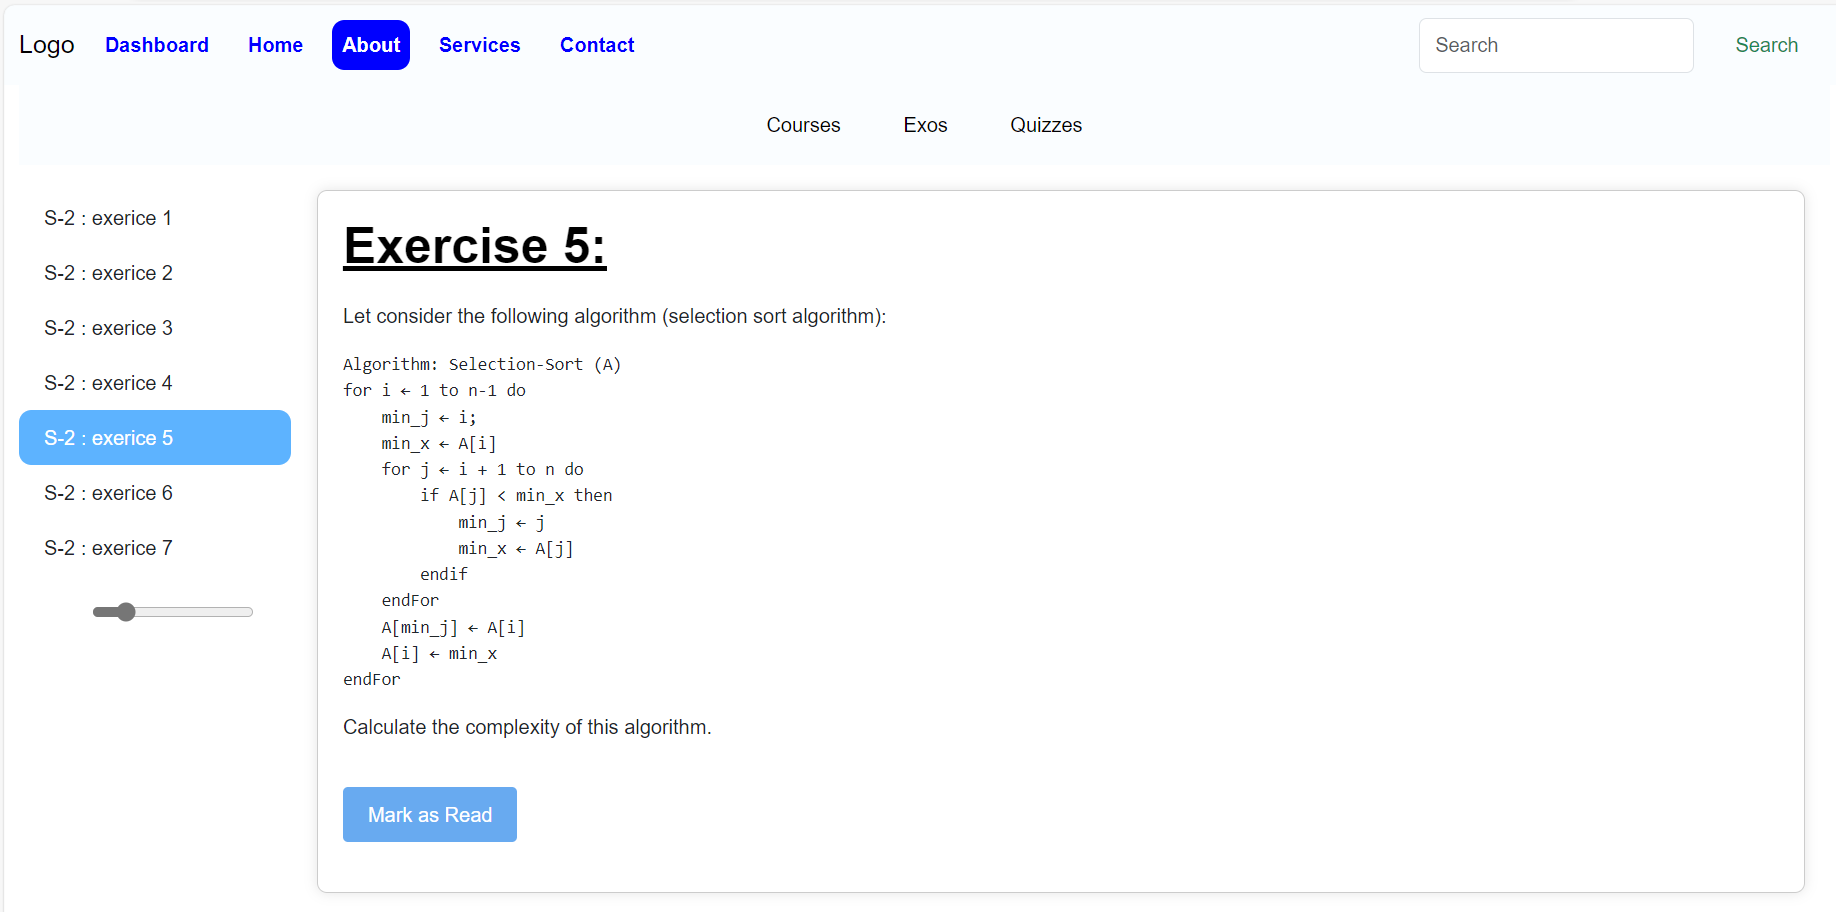 Logo Dashboard Home About Services Contact Search Search
Courses Exos Quizzes
S-2 : exerice 1
S-2 : exerice 2
S-2 : exerice 3
S-2 : exerice 4
S-2 : exerice 5
S-2 : exerice 6
S-2 : exerice 7
Exercise 5:
Let consider the following algorithm (selection sort algorithm):
Algorithm: Selection-Sort (A)
for i ← 1 to n-1 do
    min_j ← i;
    min_x ← A[i]
    for j ← i + 1 to n do
        if A[j] < min_x then
            min_j ← j
            min_x ← A[j]
        endif
    endFor
    A[min_j] ← A[i]
    A[i] ← min_x
endFor
Calculate the complexity of this algorithm.
Mark as Read